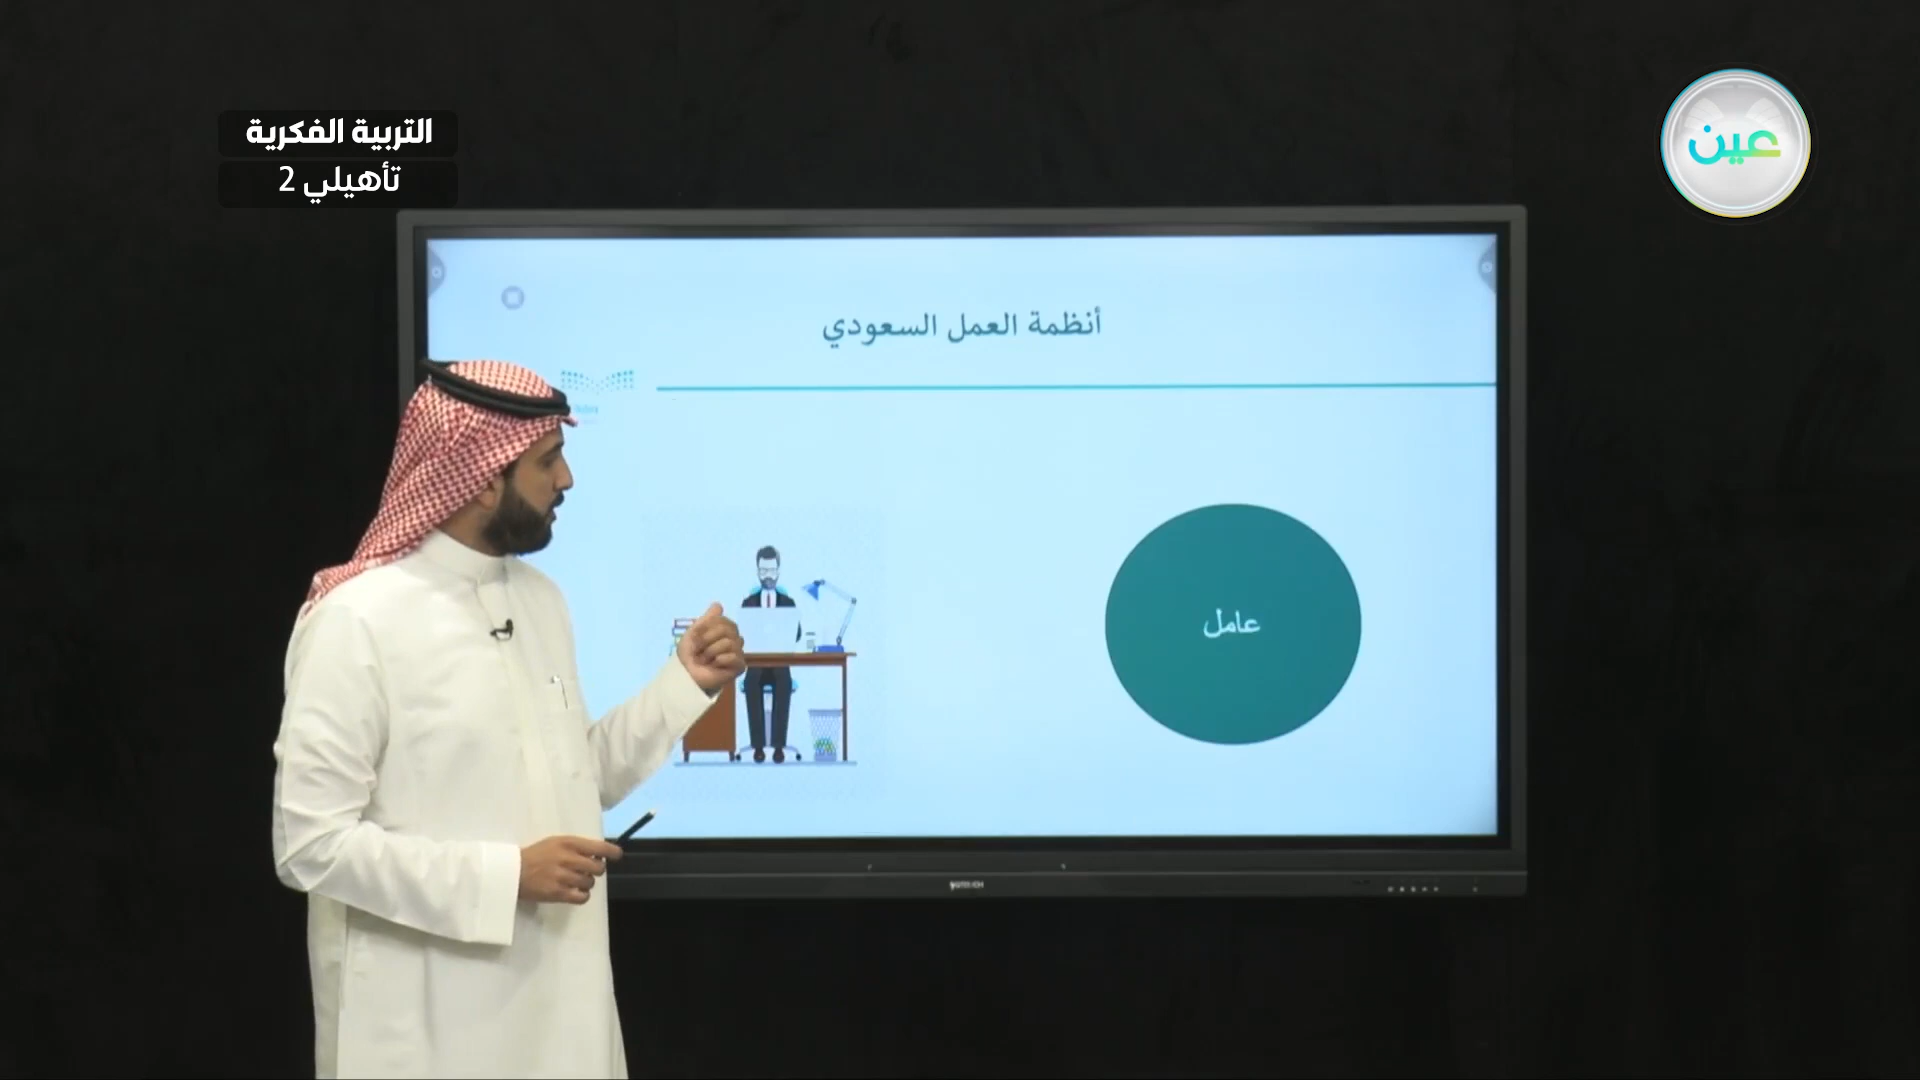 التربية الفكرية
تأهيلي 2
عين
أنظمة العمل السعودي
عامل